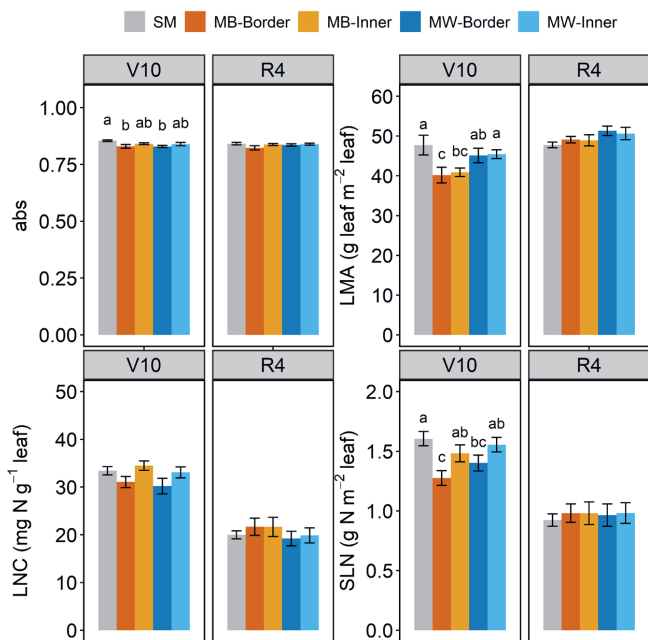 SM MB-Border MB-Inner MW-Border MW-Inner
V10 R4
abs
1.00
0.75
0.50
0.25
0.00
a b ab b ab
V10 R4
LMA (g leaf m⁻² leaf)
60
50
40
30
20
10
0
a c bc ab a
V10 R4
LNC (mg N g⁻¹ leaf)
50
40
30
20
10
0
V10 R4
SLN (g N m⁻² leaf)
2.0
1.5
1.0
0.5
0.0
a c ab bc ab